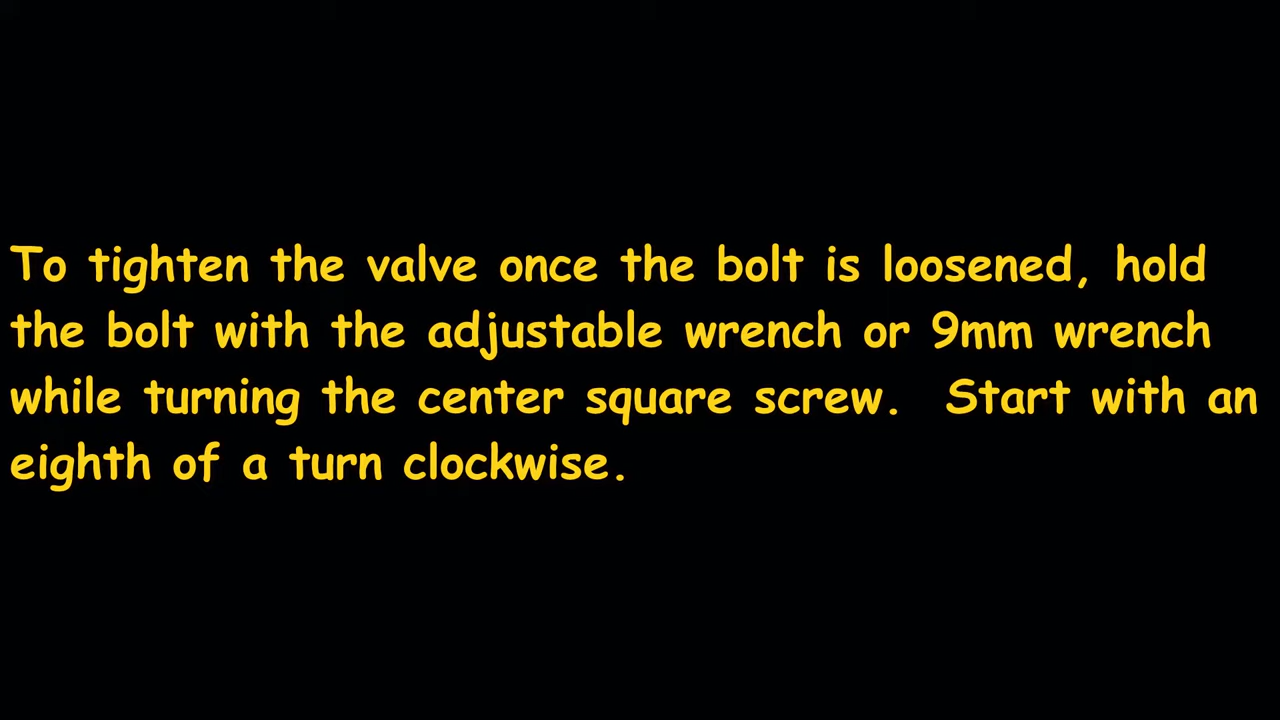 To tighten the valve once the bolt is loosened, hold
the bolt with the adjustable wrench or 9mm wrench
while turning the center square screw.  Start with an
eighth of a turn clockwise.